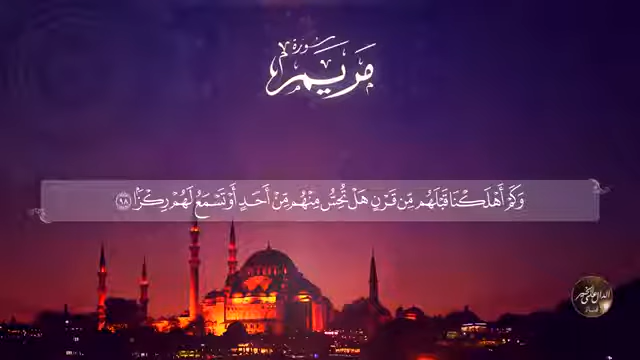 سورة
مريم
وَكَمْ أَهْلَكْنَا قَبْلَهُم مِّن قَرْنٍ هَلْ تُحِسُّ مِنْهُم مِّنْ أَحَدٍ أَوْ تَسْمَعُ لَهُمْ رِكْزًا ۝٩٨